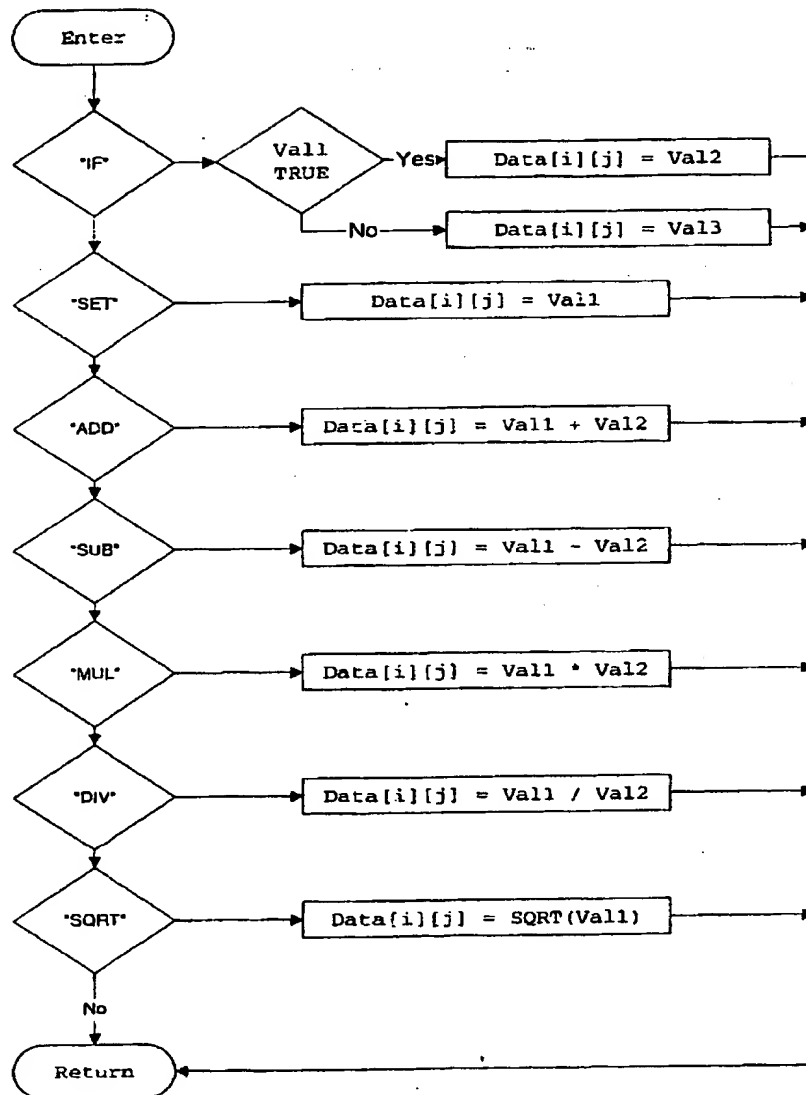 Enter
"IF"
Val1
TRUE
Yes
Data[i][j] = Val2
No
Data[i][j] = Val3
"SET"
Data[i][j] = Val1
"ADD"
Data[i][j] = Val1 + Val2
"SUB"
Data[i][j] = Val1 - Val2
"MUL"
Data[i][j] = Val1 * Val2
"DIV"
Data[i][j] = Val1 / Val2
"SQRT"
Data[i][j] = SQRT(Val1)
No
Return